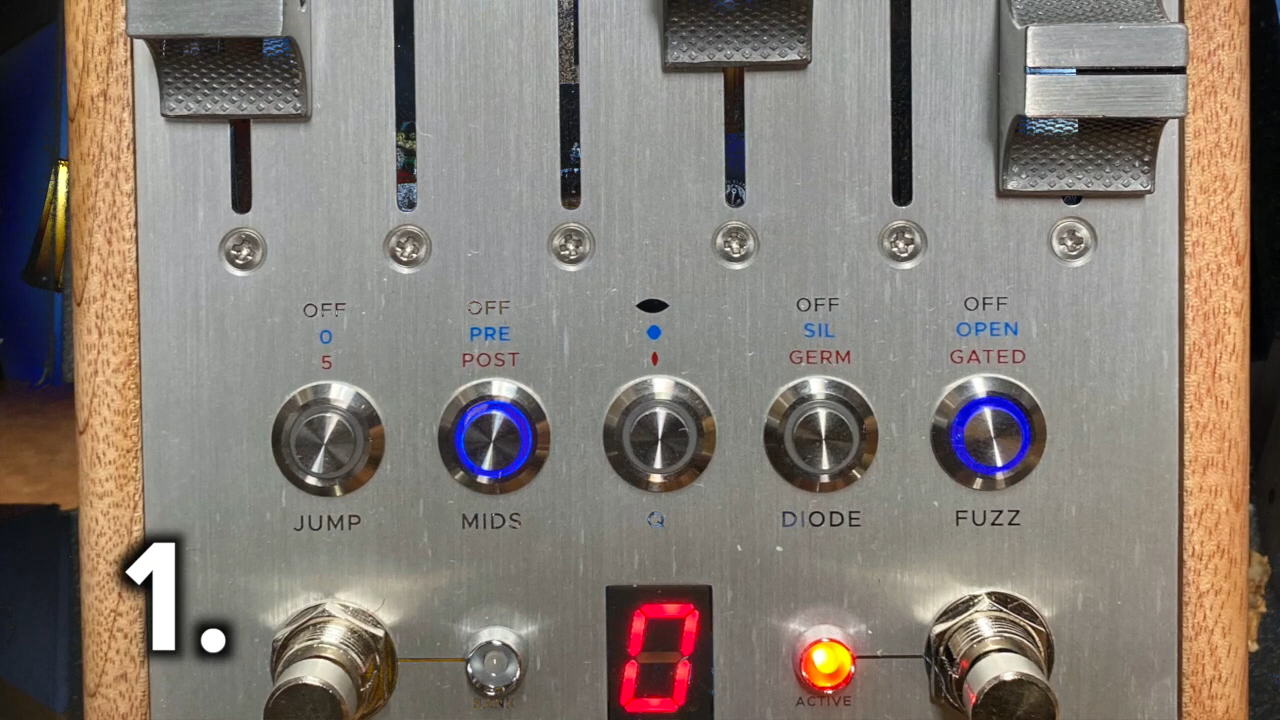 OFF
0
5
OFF
PRE
POST
OFF
SIL
GERM
OFF
OPEN
GATED
JUMP
MIDS
Q
DIODE
FUZZ
1.
0
ACTIVE